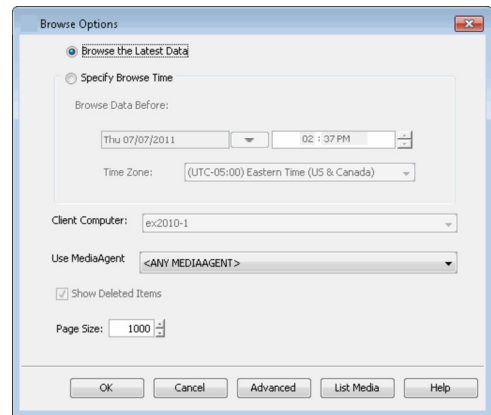 Browse Options
Browse the Latest Data
Specify Browse Time
Browse Data Before:
Thu 07/07/2011 02 : 37 PM
Time Zone: (UTC-05:00) Eastern Time (US & Canada)
Client Computer: ex2010-1
Use MediaAgent <ANY MEDIAAGENT>
Show Deleted Items
Page Size: 1000
OK Cancel Advanced List Media Help